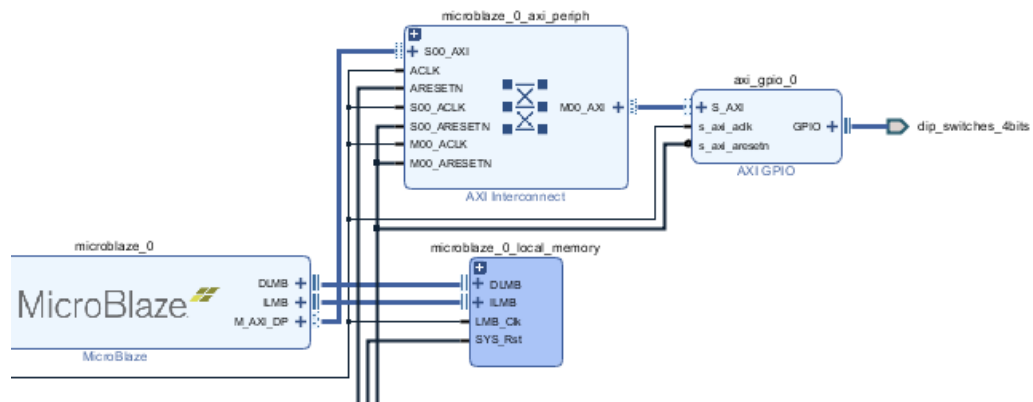 microblaze_0_axi_periph
S00_AXI
ACLK
ARESETN
S00_ACLK
S00_ARESETN
M00_ACLK
M00_ARESETN
M00_AXI
AXI Interconnect
axi_gpio_0
S_AXI
s_axi_aclk
s_axi_aresetn
GPIO
AXI GPIO
dip_switches_4bits
microblaze_0
MicroBlaze
DLMB
ILMB
M_AXI_DP
MicroBlaze
microblaze_0_local_memory
DLMB
ILMB
LMB_Clk
SYS_Rst